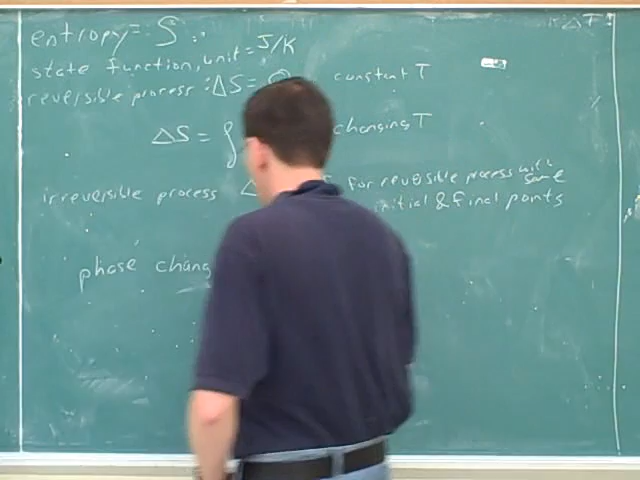 entropy = S :
state function, unit = J/K
reversible process : ΔS = Q constant T
ΔS = ∫ changing T
irreversible process Δ S for reversible process with same
initial & final points
phase chang
ΔT